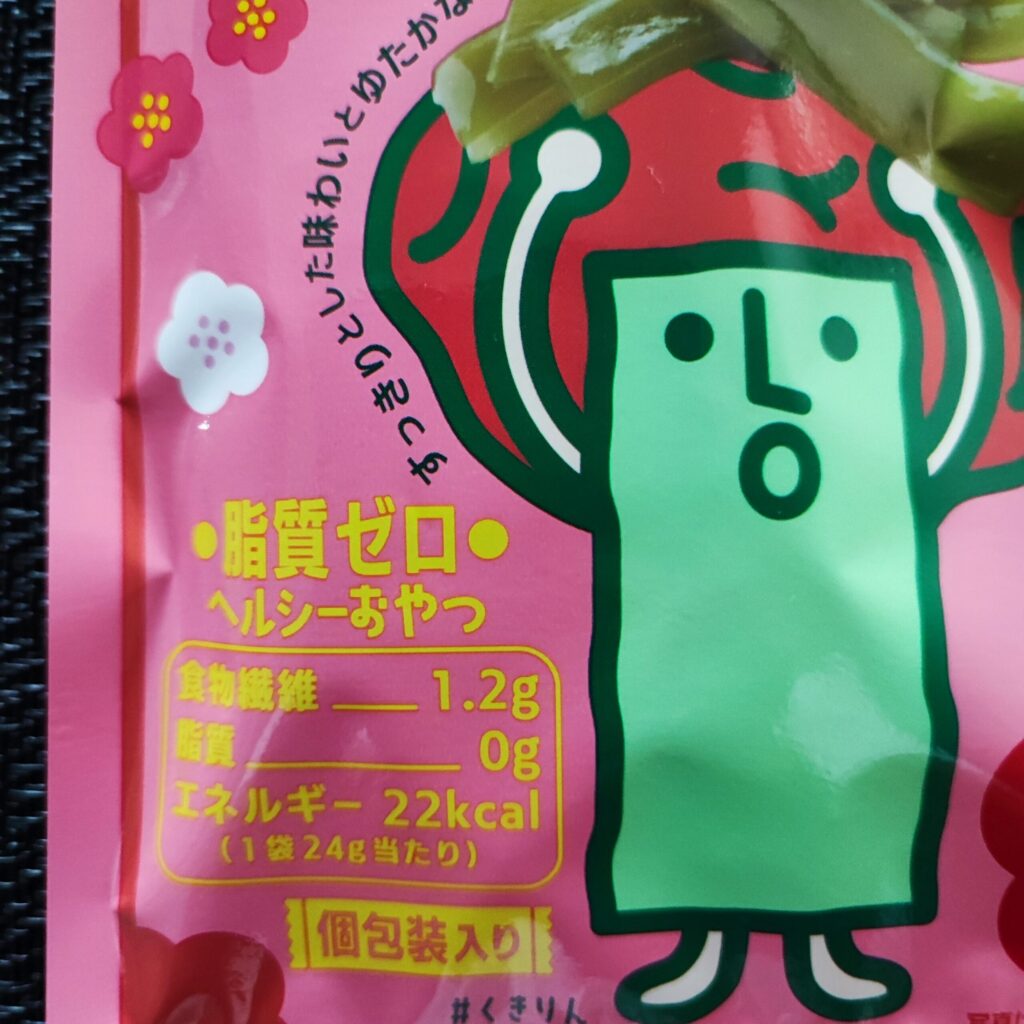 すっきりとした味わいとゆたかな
脂質ゼロ
ヘルシーおやつ
食物繊維 1.2g
脂質 0g
エネルギー 22kcal
(1袋24g当たり)
個包装入り
#くきりん
写真は